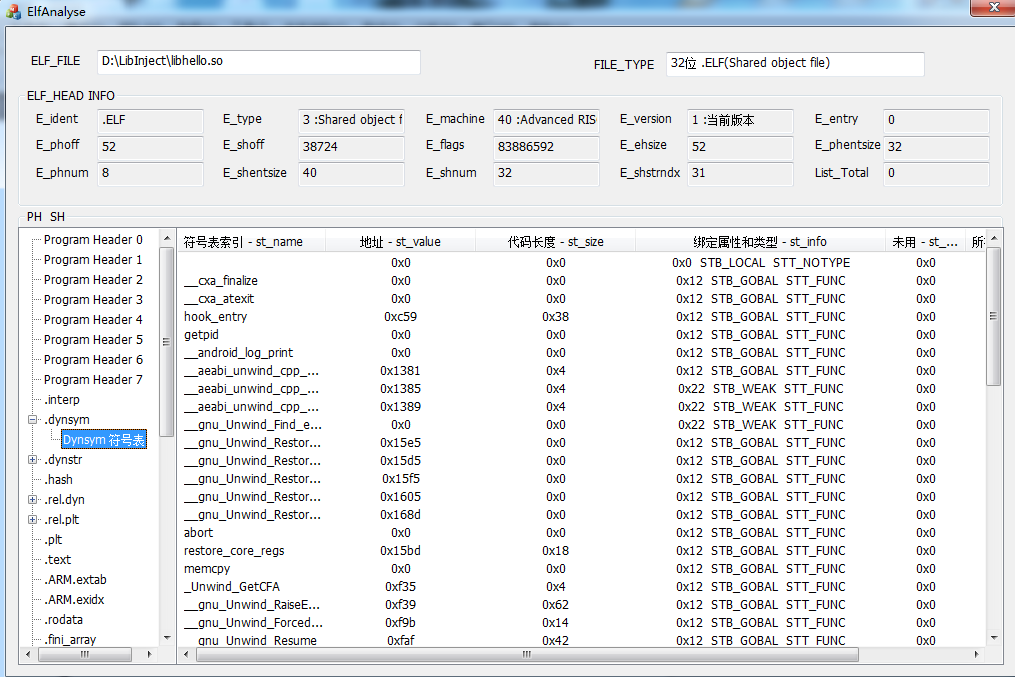 ElfAnalyse
ELF_FILE D:\LibInject\libhello.so FILE_TYPE 32位 .ELF(Shared object file)
ELF_HEAD INFO
E_ident .ELF E_type 3 :Shared object f E_machine 40 :Advanced RIS E_version 1 :当前版本 E_entry 0
E_phoff 52 E_shoff 38724 E_flags 83886592 E_ehsize 52 E_phentsize 32
E_phnum 8 E_shentsize 40 E_shnum 32 E_shstrndx 31 List_Total 0
PH SH
Program Header 0
Program Header 1
Program Header 2
Program Header 3
Program Header 4
Program Header 5
Program Header 6
Program Header 7
.interp
.dynsym
Dynsym 符号表
.dynstr
.hash
.rel.dyn
.rel.plt
.plt
.text
.ARM.extab
.ARM.exidx
.rodata
.fini_array
符号表索引 - st_name 地址 - st_value 代码长度 - st_size 绑定属性和类型 - st_info 未用 - st_... 所
0x0 0x0 0x0 STB_LOCAL STT_NOTYPE 0x0
__cxa_finalize 0x0 0x0 0x12 STB_GOBAL STT_FUNC 0x0
__cxa_atexit 0x0 0x0 0x12 STB_GOBAL STT_FUNC 0x0
hook_entry 0xc59 0x38 0x12 STB_GOBAL STT_FUNC 0x0
getpid 0x0 0x0 0x12 STB_GOBAL STT_FUNC 0x0
__android_log_print 0x0 0x0 0x12 STB_GOBAL STT_FUNC 0x0
__aeabi_unwind_cpp_... 0x1381 0x4 0x12 STB_GOBAL STT_FUNC 0x0
__aeabi_unwind_cpp_... 0x1385 0x4 0x22 STB_WEAK STT_FUNC 0x0
__aeabi_unwind_cpp_... 0x1389 0x4 0x22 STB_WEAK STT_FUNC 0x0
__gnu_Unwind_Find_e... 0x0 0x0 0x22 STB_WEAK STT_FUNC 0x0
__gnu_Unwind_Restor... 0x15e5 0x0 0x12 STB_GOBAL STT_FUNC 0x0
__gnu_Unwind_Restor... 0x15d5 0x0 0x12 STB_GOBAL STT_FUNC 0x0
__gnu_Unwind_Restor... 0x15f5 0x0 0x12 STB_GOBAL STT_FUNC 0x0
__gnu_Unwind_Restor... 0x1605 0x0 0x12 STB_GOBAL STT_FUNC 0x0
__gnu_Unwind_Restor... 0x168d 0x0 0x12 STB_GOBAL STT_FUNC 0x0
abort 0x0 0x0 0x12 STB_GOBAL STT_FUNC 0x0
restore_core_regs 0x15bd 0x18 0x12 STB_GOBAL STT_FUNC 0x0
memcpy 0x0 0x0 0x12 STB_GOBAL STT_FUNC 0x0
_Unwind_GetCFA 0xf35 0x4 0x12 STB_GOBAL STT_FUNC 0x0
__gnu_Unwind_RaiseE... 0xf39 0x62 0x12 STB_GOBAL STT_FUNC 0x0
__gnu_Unwind_Forced... 0xf9b 0x14 0x12 STB_GOBAL STT_FUNC 0x0
__gnu_Unwind_Resume 0xfaf 0x42 0x12 STB_GOBAL STT_FUNC 0x0